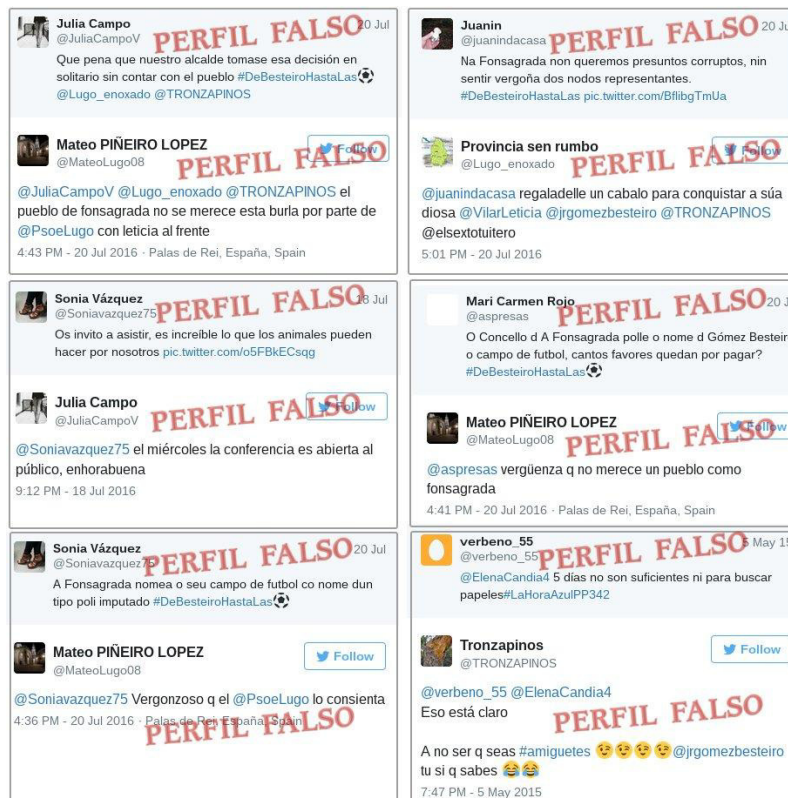 Julia Campo
@JuliaCampoV
20 Jul
PERFIL FALSO
Que pena que nuestro alcalde tomase esa decisión en
solitario sin contar con el pueblo #DeBesteiroHastaLas⚽
@Lugo_enoxado @TRONZAPINOS
Mateo PIÑEIRO LOPEZ
@MateoLugo08
Follow
PERFIL FALSO
@JuliaCampoV @Lugo_enoxado @TRONZAPINOS el
pueblo de fonsagrada no se merece esta burla por parte de
@PsoeLugo con leticia al frente
4:43 PM - 20 Jul 2016 · Palas de Rei, España, Spain
Juanin
@juanindacasa
20 Ju
PERFIL FALSO
Na Fonsagrada non queremos presuntos corruptos, nin
sentir vergoña dos nodos representantes.
#DeBesteiroHastaLas pic.twitter.com/BflibgTmUa
Provincia sen rumbo
@Lugo_enoxado
Follow
PERFIL FALSO
@juanindacasa regaladelle un cabalo para conquistar a súa
diosa @VilarLeticia @jrgomezbesteiro @TRONZAPINOS
@elsextotuitero
5:01 PM - 20 Jul 2016
Sonia Vázquez
@Soniavazquez75
18 Jul
PERFIL FALSO
Os invito a asistir, es increíble lo que los animales pueden
hacer por nosotros pic.twitter.com/o5FBkECsqg
Julia Campo
@JuliaCampoV
Follow
PERFIL FALSO
@Soniavazquez75 el miércoles la conferencia es abierta al
público, enhorabuena
9:12 PM - 18 Jul 2016
Mari Carmen Rojo
@aspresas
20 J
PERFIL FALSO
O Concello d A Fonsagrada polle o nome d Gómez Besteir
o campo de futbol, cantos favores quedan por pagar?
#DeBesteiroHastaLas⚽
Mateo PIÑEIRO LOPEZ
@MateoLugo08
Follow
PERFIL FALSO
@aspresas vergüenza q no merece un pueblo como
fonsagrada
4:41 PM - 20 Jul 2016 · Palas de Rei, España, Spain
Sonia Vázquez
@Soniavazquez75
20 Jul
PERFIL FALSO
A Fonsagrada nomea o seu campo de futbol co nome dun
tipo poli imputado #DeBesteiroHastaLas⚽
Mateo PIÑEIRO LOPEZ
@MateoLugo08
Follow
@Soniavazquez75 Vergonzoso q el @PsoeLugo lo consienta
4:36 PM - 20 Jul 2016 · Palas de Rei, España, Spain
PERFIL FALSO
verbeno_55
@verbeno_55
5 May 15
PERFIL FALSO
@ElenaCandia4 5 días no son suficientes ni para buscar
papeles#LaHoraAzulPP342
Tronzapinos
@TRONZAPINOS
Follow
@verbeno_55 @ElenaCandia4
Eso está claro
PERFIL FALSO
A no ser q seas #amiguetes 😉😉😉😉@jrgomezbesteiro
tu si q sabes 😂😂
7:47 PM - 5 May 2015